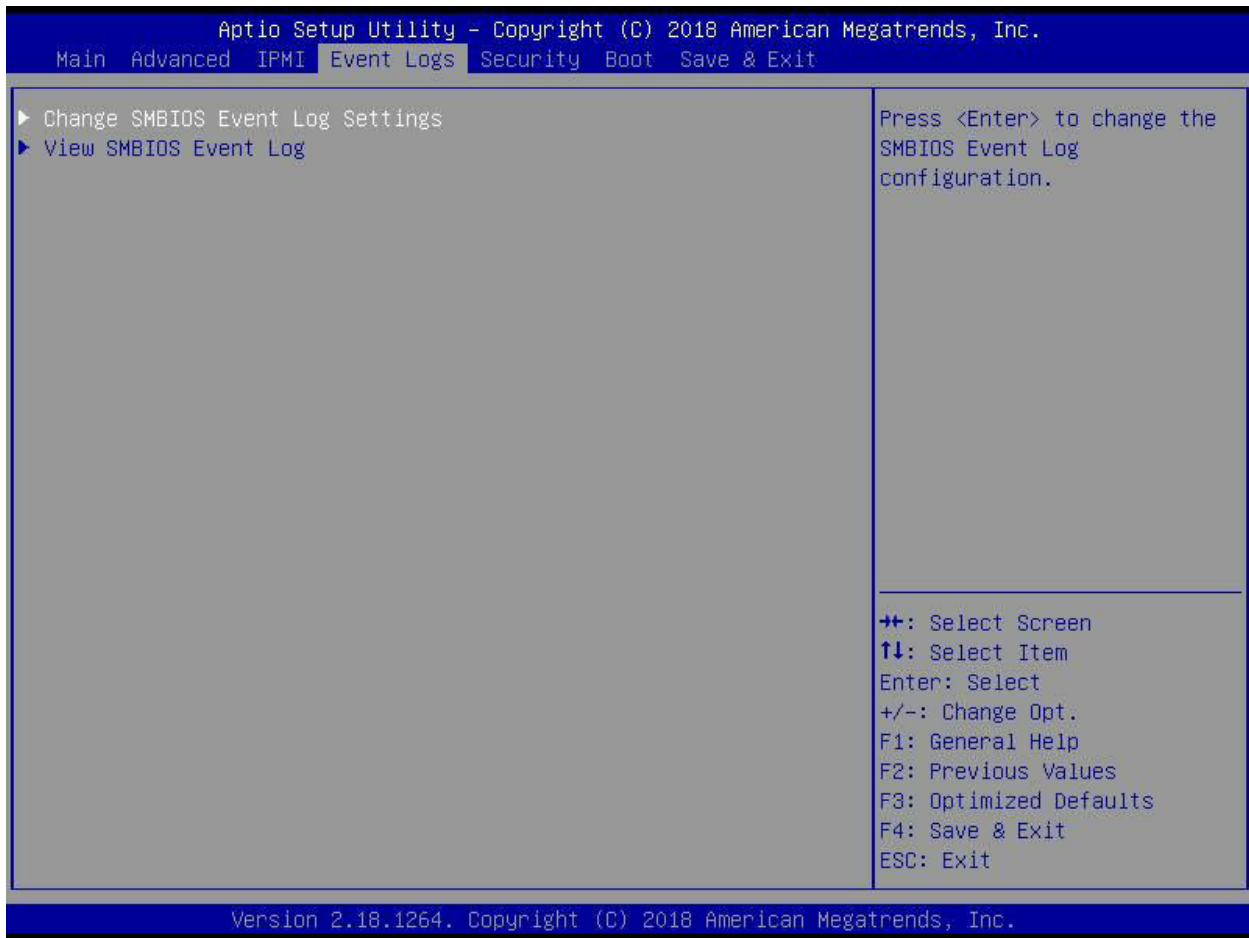 Aptio Setup Utility – Copyright (C) 2018 American Megatrends, Inc.
Main Advanced IPMI Event Logs Security Boot Save & Exit
▶ Change SMBIOS Event Log Settings
▶ View SMBIOS Event Log
Press <Enter> to change the
SMBIOS Event Log
configuration.
→←: Select Screen
↑↓: Select Item
Enter: Select
+/-: Change Opt.
F1: General Help
F2: Previous Values
F3: Optimized Defaults
F4: Save & Exit
ESC: Exit
Version 2.18.1264. Copyright (C) 2018 American Megatrends, Inc.